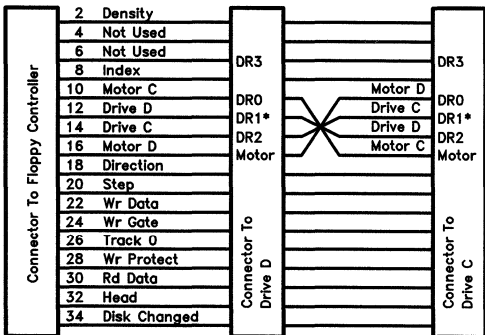 Connector To Floppy Controller
2 Density
4 Not Used
6 Not Used
8 Index
10 Motor C
12 Drive D
14 Drive C
16 Motor D
18 Direction
20 Step
22 Wr Data
24 Wr Gate
26 Track 0
28 Wr Protect
30 Rd Data
32 Head
34 Disk Changed
DR3
DR0
DR1*
DR2
Motor
Connector To
Drive D
Motor D
Drive C
Drive D
Motor C
DR3
DR0
DR1*
DR2
Motor
Connector To
Drive C